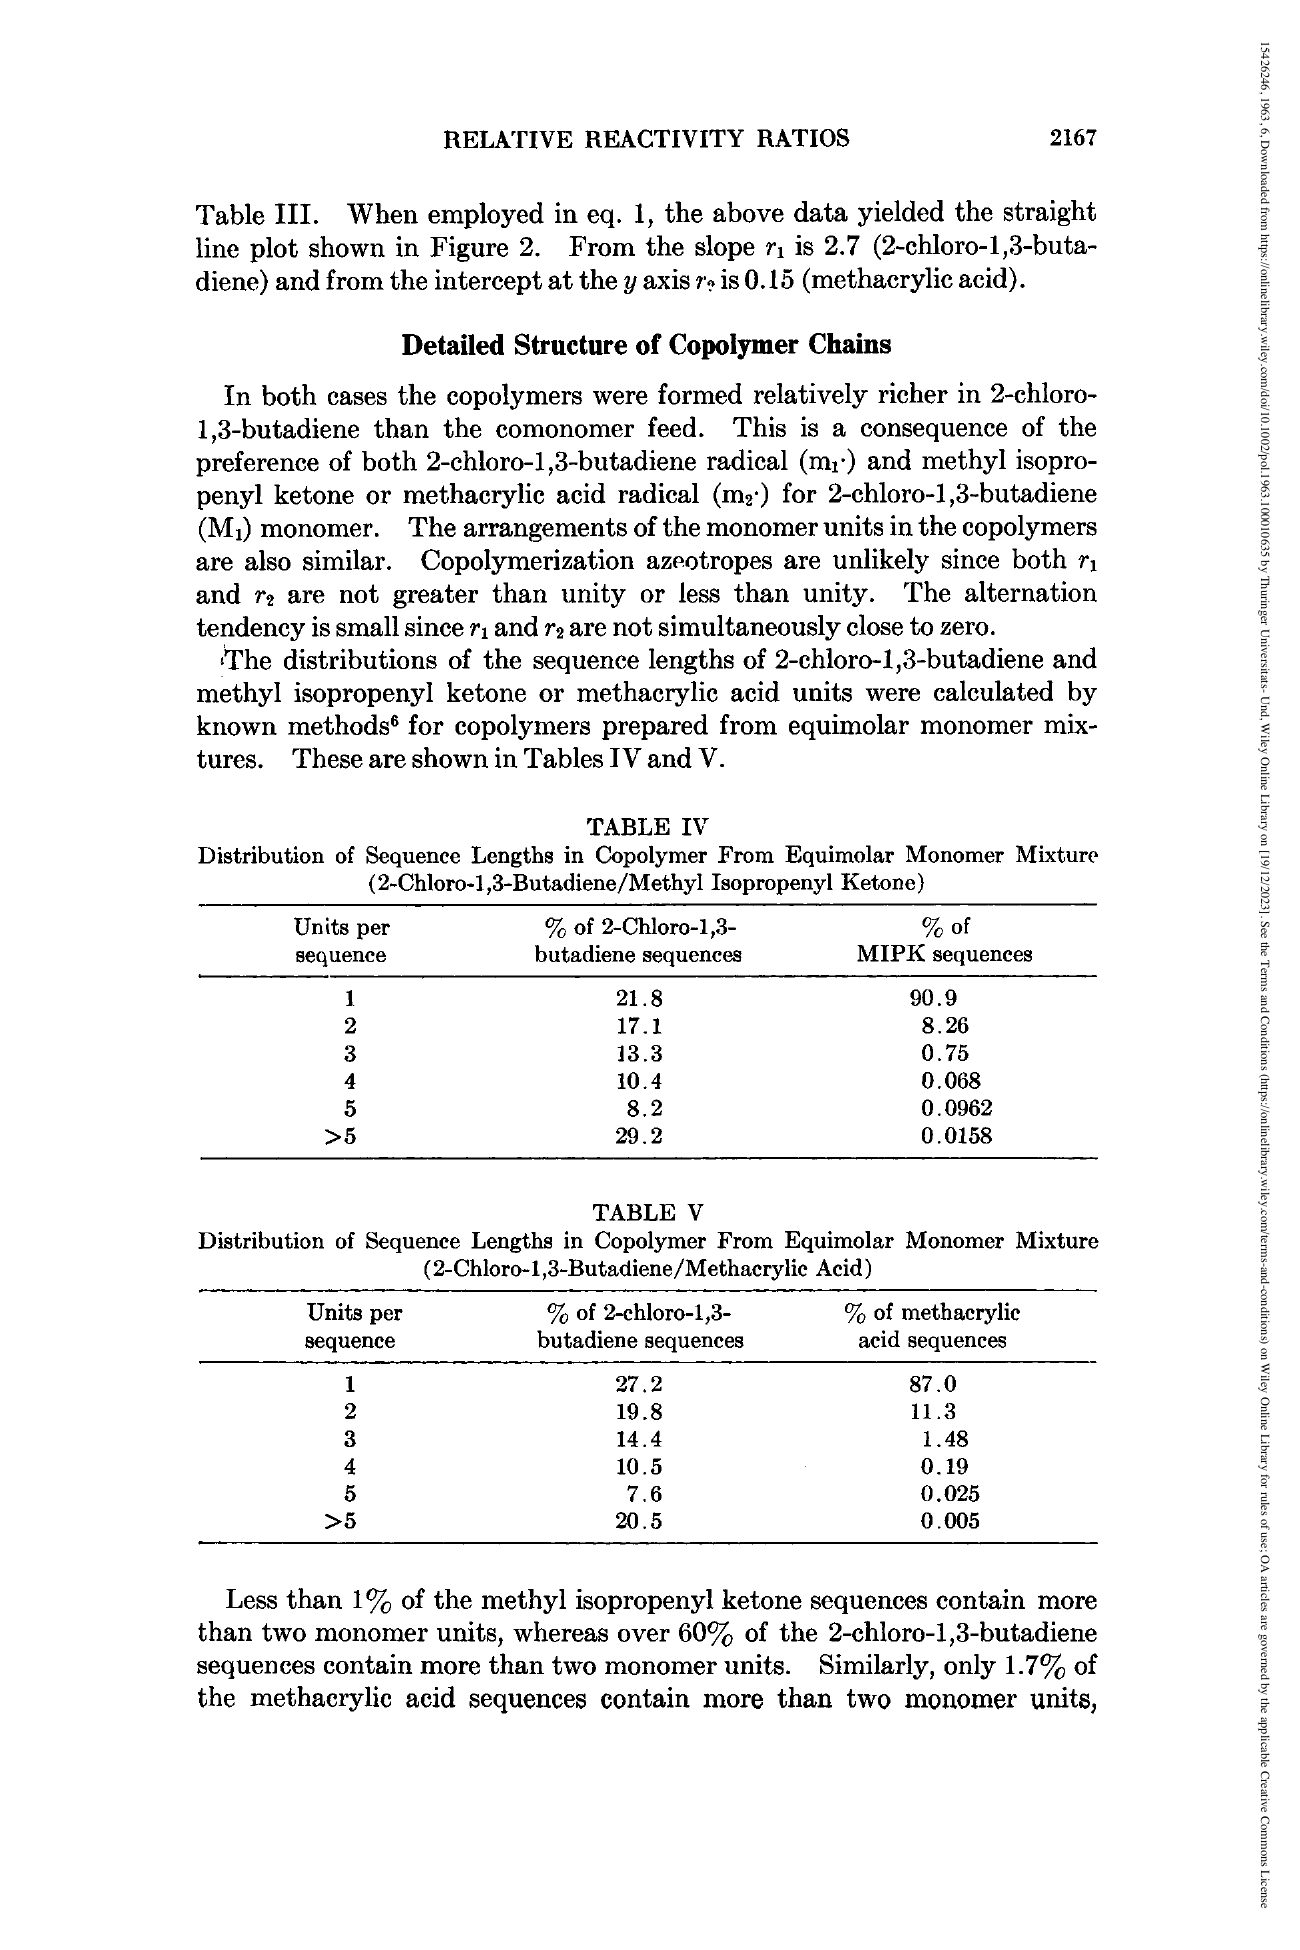 RELATIVE REACTIVITY RATIOS 2167
Table III. When employed in eq. 1, the above data yielded the straight
line plot shown in Figure 2. From the slope r1 is 2.7 (2-chloro-1,3-buta-
diene) and from the intercept at the y axis r2 is 0.15 (methacrylic acid).
Detailed Structure of Copolymer Chains
In both cases the copolymers were formed relatively richer in 2-chloro-
1,3-butadiene than the comonomer feed. This is a consequence of the
preference of both 2-chloro-1,3-butadiene radical (m1·) and methyl isopro-
penyl ketone or methacrylic acid radical (m2·) for 2-chloro-1,3-butadiene
(M1) monomer. The arrangements of the monomer units in the copolymers
are also similar. Copolymerization azeotropes are unlikely since both r1
and r2 are not greater than unity or less than unity. The alternation
tendency is small since r1 and r2 are not simultaneously close to zero.
The distributions of the sequence lengths of 2-chloro-1,3-butadiene and
methyl isopropenyl ketone or methacrylic acid units were calculated by
known methods⁶ for copolymers prepared from equimolar monomer mix-
tures. These are shown in Tables IV and V.
TABLE IV
Distribution of Sequence Lengths in Copolymer From Equimolar Monomer Mixture
(2-Chloro-1,3-Butadiene/Methyl Isopropenyl Ketone)
Units per % of 2-Chloro-1,3- % of
sequence butadiene sequences MIPK sequences
1 21.8 90.9
2 17.1 8.26
3 13.3 0.75
4 10.4 0.068
5 8.2 0.0962
>5 29.2 0.0158
TABLE V
Distribution of Sequence Lengths in Copolymer From Equimolar Monomer Mixture
(2-Chloro-1,3-Butadiene/Methacrylic Acid)
Units per % of 2-chloro-1,3- % of methacrylic
sequence butadiene sequences acid sequences
1 27.2 87.0
2 19.8 11.3
3 14.4 1.48
4 10.5 0.19
5 7.6 0.025
>5 20.5 0.005
Less than 1% of the methyl isopropenyl ketone sequences contain more
than two monomer units, whereas over 60% of the 2-chloro-1,3-butadiene
sequences contain more than two monomer units. Similarly, only 1.7% of
the methacrylic acid sequences contain more than two monomer units,
15426246, 1963, 6, Downloaded from https://onlinelibrary.wiley.com/doi/10.1002/pol.1963.100010635 by Thuringer Universitats- Und, Wiley Online Library on [19/12/2023]. See the Terms and Conditions (https://onlinelibrary.wiley.com/terms-and-conditions) on Wiley Online Library for rules of use; OA articles are governed by the applicable Creative Commons License